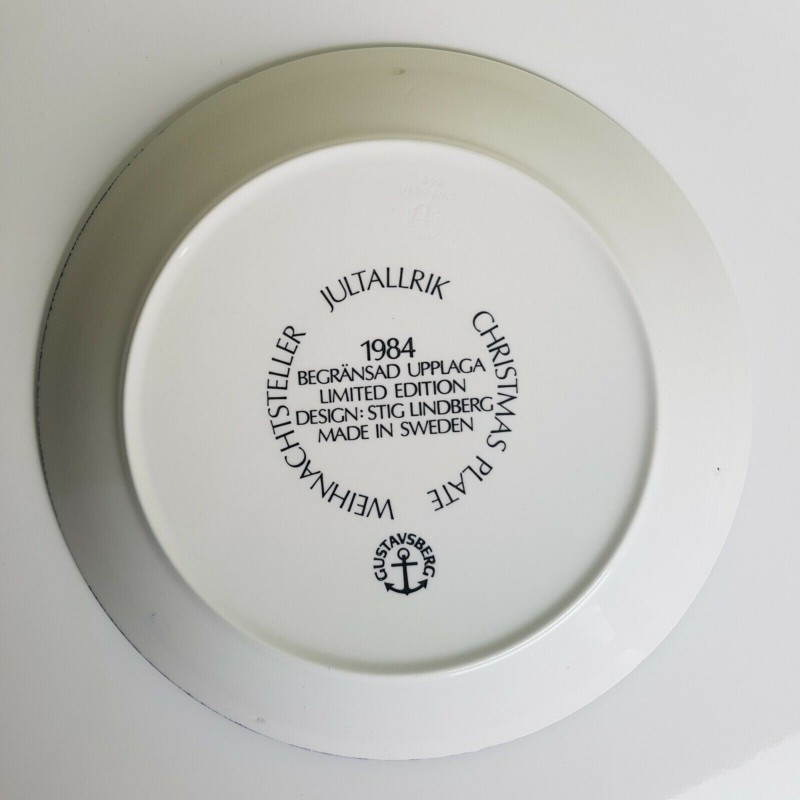 JULTALLRIK
CHRISTMAS PLATE
WEIHNACHTSTELLER
1984
BEGRÄNSAD UPPLAGA
LIMITED EDITION
DESIGN: STIG LINDBERG
MADE IN SWEDEN
GUSTAVSBERG